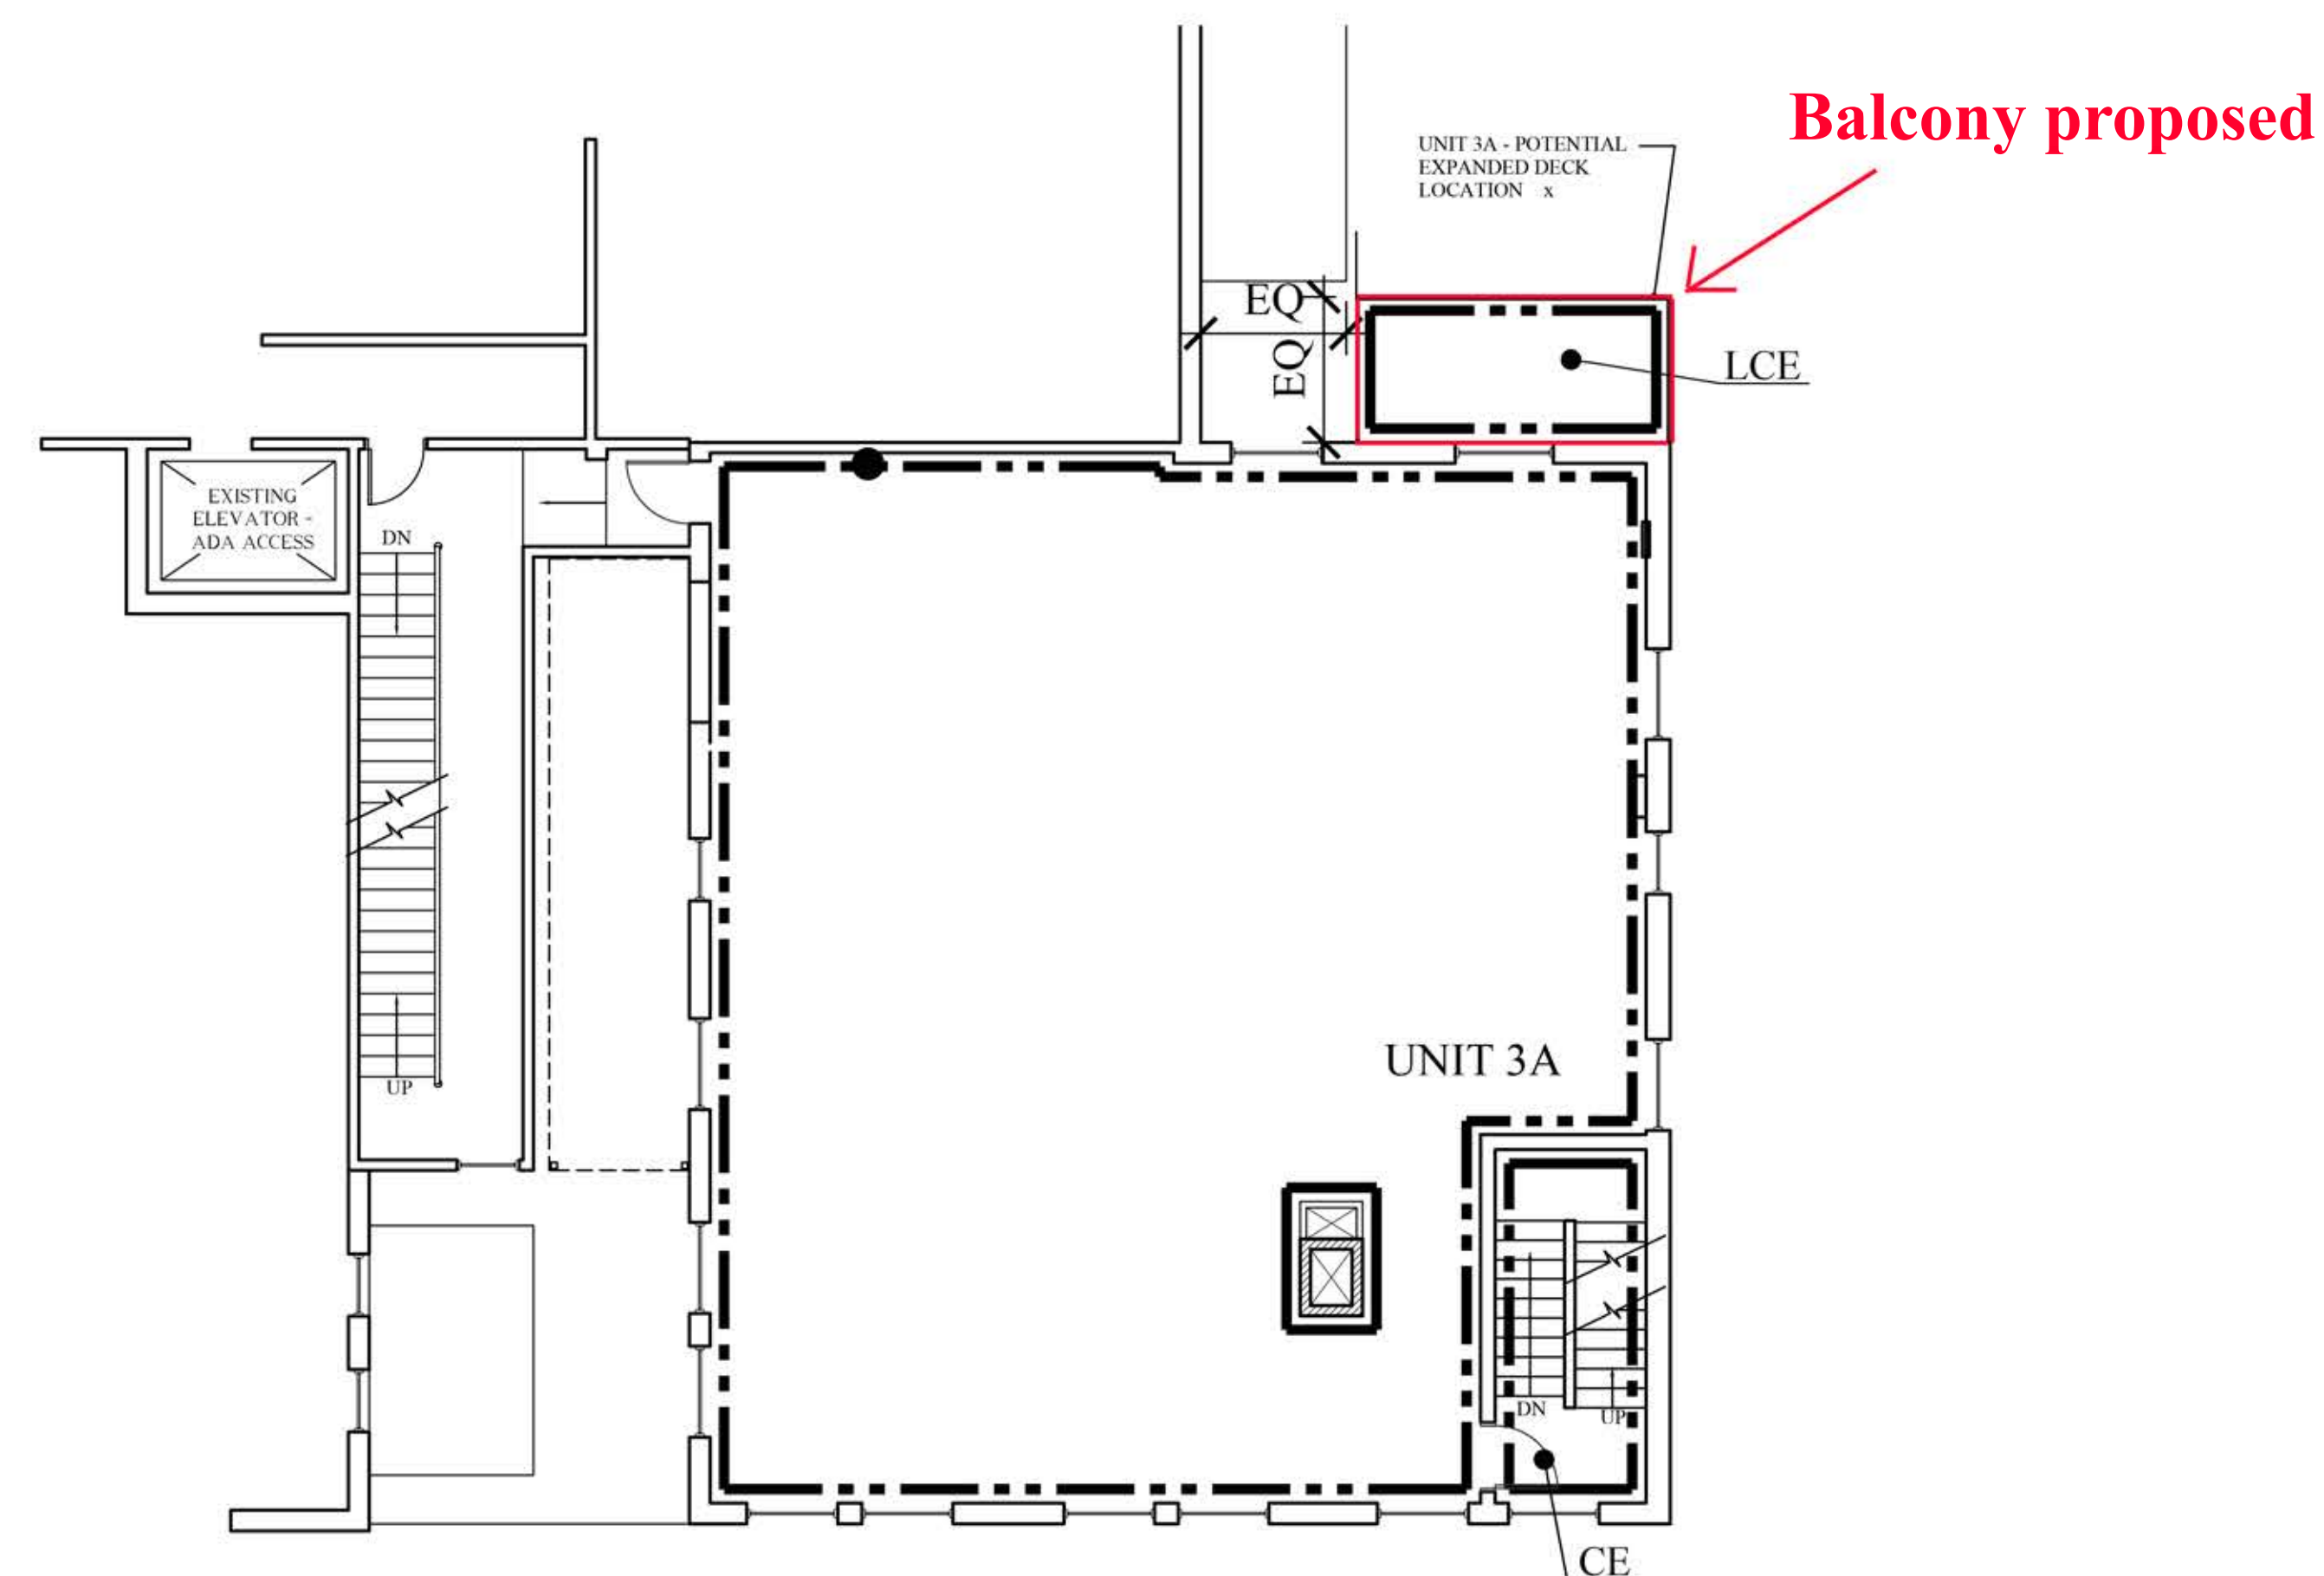 Balcony proposed
UNIT 3A - POTENTIAL
EXPANDED DECK
LOCATION x
EQ
EQ
LCE
EXISTING
ELEVATOR -
ADA ACCESS
DN
UP
UNIT 3A
DN
UP
CE